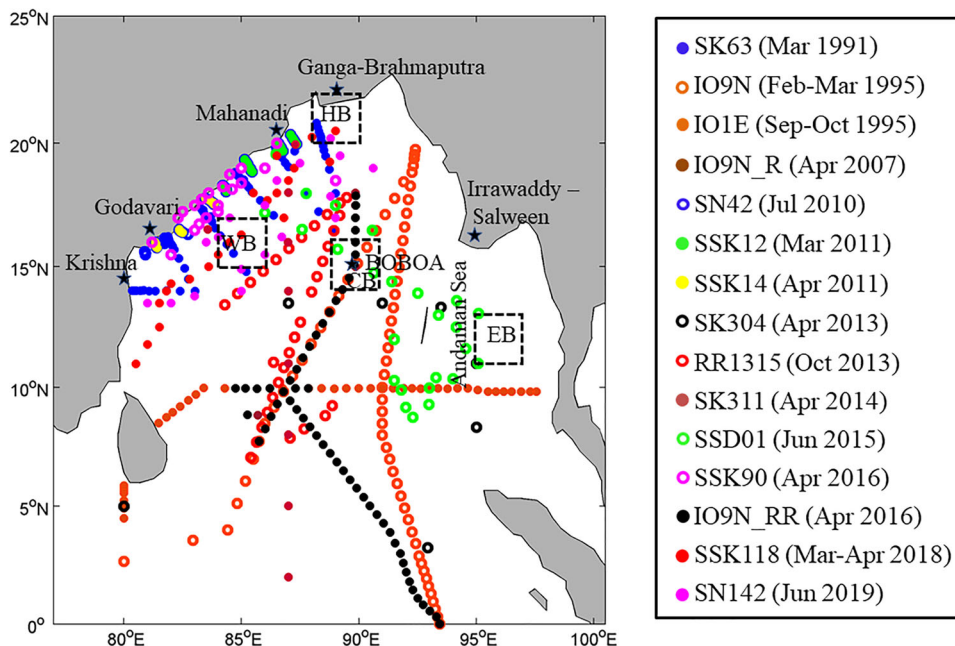 25°N
20°N
15°N
10°N
5°N
0°
80°E
85°E
90°E
95°E
100°E
Ganga-Brahmaputra
Mahanadi
HB
Godavari
Irrawaddy –
Salween
Krishna
WB
BOBOA
CB
EB
Andaman Sea
SK63 (Mar 1991)
IO9N (Feb-Mar 1995)
IO1E (Sep-Oct 1995)
IO9N_R (Apr 2007)
SN42 (Jul 2010)
SSK12 (Mar 2011)
SSK14 (Apr 2011)
SK304 (Apr 2013)
RR1315 (Oct 2013)
SK311 (Apr 2014)
SSD01 (Jun 2015)
SSK90 (Apr 2016)
IO9N_RR (Apr 2016)
SSK118 (Mar-Apr 2018)
SN142 (Jun 2019)